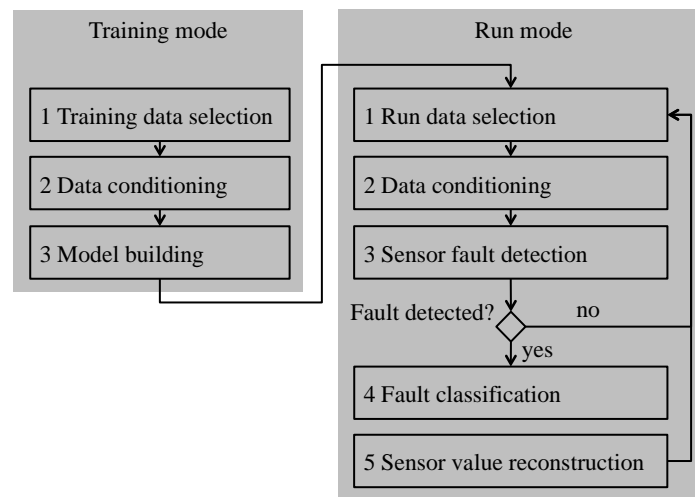 Training mode
1 Training data selection
2 Data conditioning
3 Model building
Run mode
1 Run data selection
2 Data conditioning
3 Sensor fault detection
Fault detected?
no
yes
4 Fault classification
5 Sensor value reconstruction